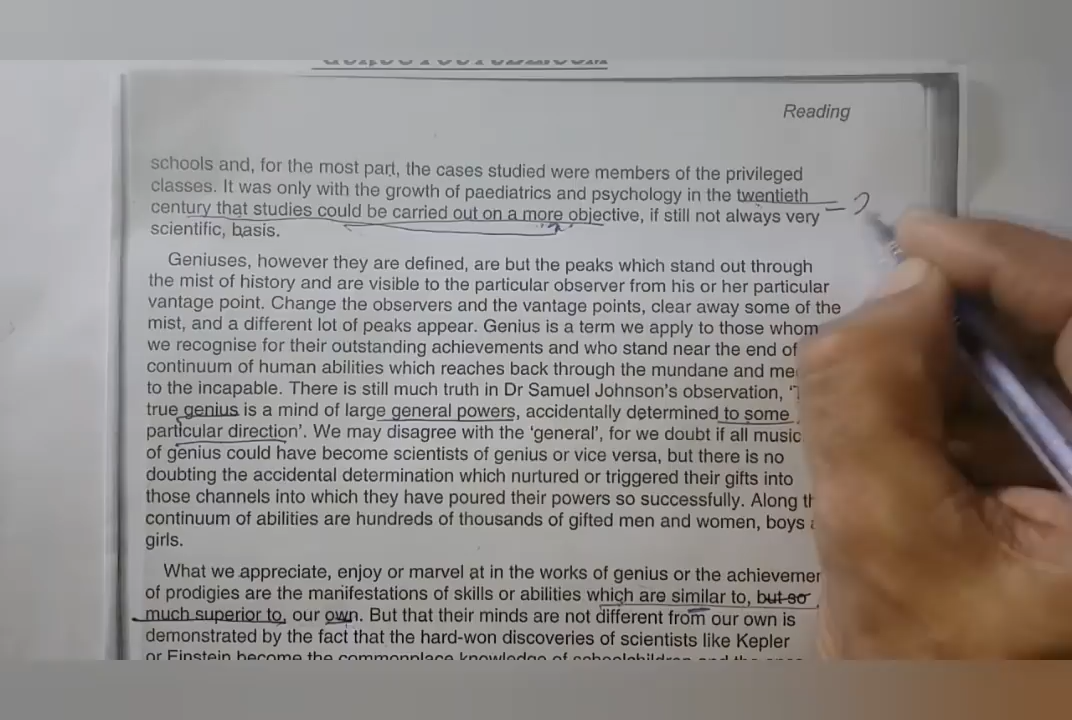 Reading
schools and, for the most part, the cases studied were members of the privileged
classes. It was only with the growth of paediatrics and psychology in the twentieth
century that studies could be carried out on a more objective, if still not always very
scientific, basis.
Geniuses, however they are defined, are but the peaks which stand out through
the mist of history and are visible to the particular observer from his or her particular
vantage point. Change the observers and the vantage points, clear away some of the
mist, and a different lot of peaks appear. Genius is a term we apply to those whom
we recognise for their outstanding achievements and who stand near the end of
continuum of human abilities which reaches back through the mundane and
to the incapable. There is still much truth in Dr Samuel Johnson's observation,
true genius is a mind of large general powers, accidentally determined to some
particular direction'. We may disagree with the 'general', for we doubt if all
of genius could have become scientists of genius or vice versa, but there is no
doubting the accidental determination which nurtured or triggered their gifts into
those channels into which they have poured their powers so successfully. Along
continuum of abilities are hundreds of thousands of gifted men and women, boys
girls.
What we appreciate, enjoy or marvel at in the works of genius or the
of prodigies are the manifestations of skills or abilities which are similar to, but so
much superior to, our own. But that their minds are not different from our own is
demonstrated by the fact that the hard-won discoveries of scientists like Kepler
or Einstein become the commonplace knowledge of schoolchildren and the